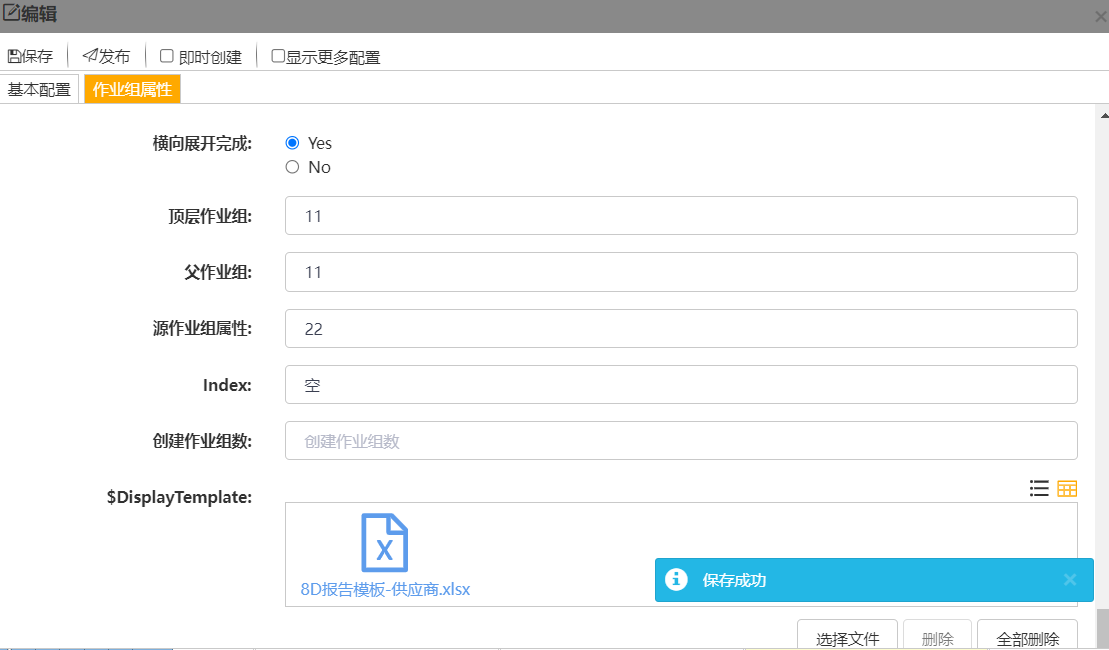 编辑
保存 发布 即时创建 显示更多配置
基本配置 作业组属性
横向展开完成: Yes
No
顶层作业组: 11
父作业组: 11
源作业组属性: 22
Index: 空
创建作业组数: 创建作业组数
$DisplayTemplate:
X
8D报告模板-供应商.xlsx
保存成功
选择文件 删除 全部删除